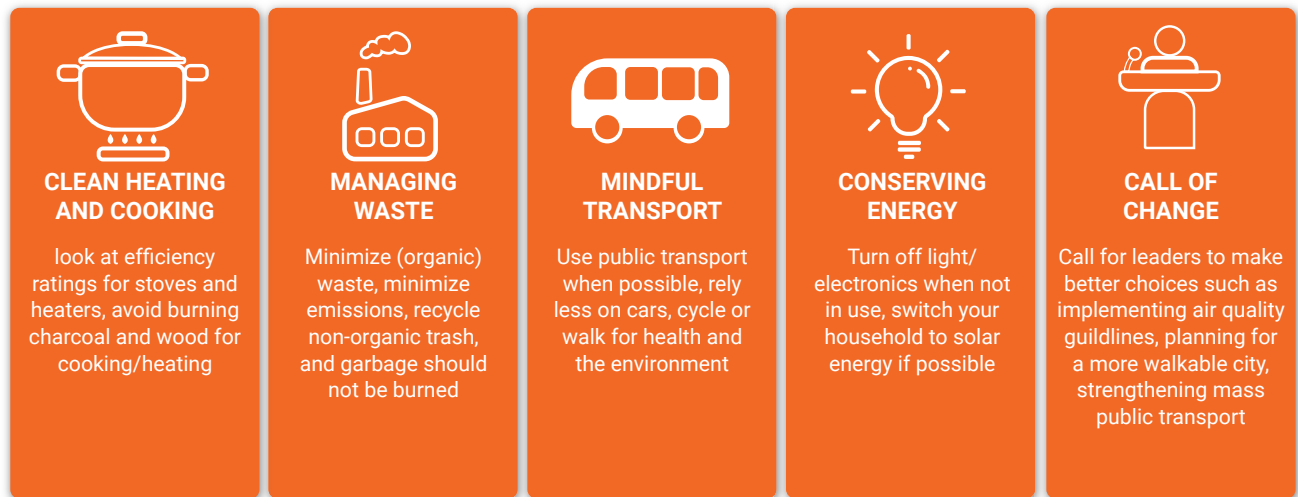 CLEAN HEATING
AND COOKING
look at efficiency
ratings for stoves and
heaters, avoid burning
charcoal and wood for
cooking/heating
MANAGING
WASTE
Minimize (organic)
waste, minimize
emissions, recycle
non-organic trash,
and garbage should
not be burned
MINDFUL
TRANSPORT
Use public transport
when possible, rely
less on cars, cycle or
walk for health and
the environment
CONSERVING
ENERGY
Turn off light/
electronics when not
in use, switch your
household to solar
energy if possible
CALL OF
CHANGE
Call for leaders to make
better choices such as
implementing air quality
guildlines, planning for
a more walkable city,
strengthening mass
public transport